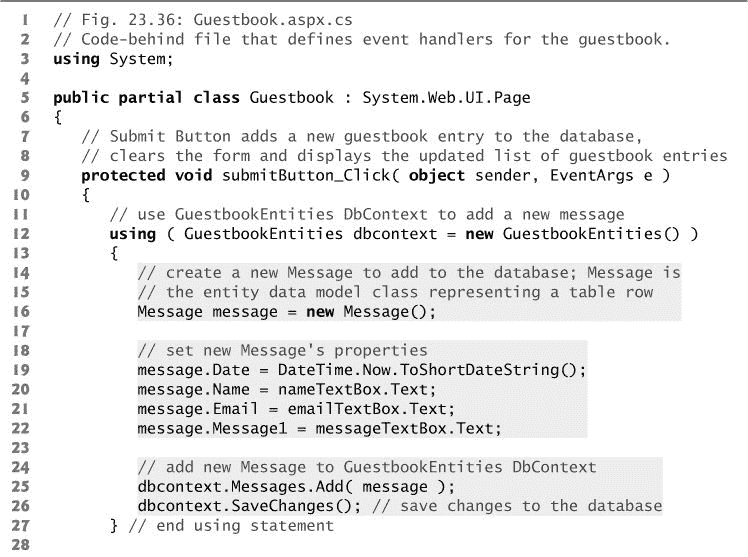 1 // Fig. 23.36: Guestbook.aspx.cs
2 // Code-behind file that defines event handlers for the guestbook.
3 using System;
4
5 public partial class Guestbook : System.Web.UI.Page
6 {
7 // Submit Button adds a new guestbook entry to the database,
8 // clears the form and displays the updated list of guestbook entries
9 protected void submitButton_Click( object sender, EventArgs e )
10 {
11 // use GuestbookEntities DbContext to add a new message
12 using ( GuestbookEntities dbcontext = new GuestbookEntities() )
13 {
14 // create a new Message to add to the database; Message is
15 // the entity data model class representing a table row
16 Message message = new Message();
17
18 // set new Message's properties
19 message.Date = DateTime.Now.ToShortDateString();
20 message.Name = nameTextBox.Text;
21 message.Email = emailTextBox.Text;
22 message.Message1 = messageTextBox.Text;
23
24 // add new Message to GuestbookEntities DbContext
25 dbcontext.Messages.Add( message );
26 dbcontext.SaveChanges(); // save changes to the database
27 } // end using statement
28